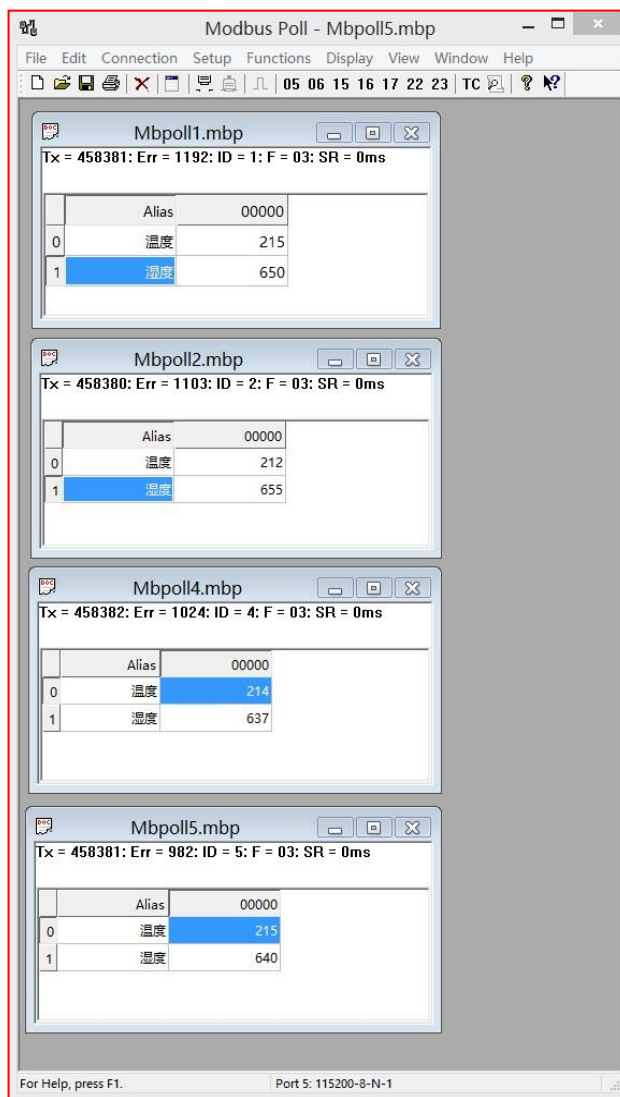 Modbus Poll - Mbpoll5.mbp
File Edit Connection Setup Functions Display View Window Help
05 06 15 16 17 22 23 TC
Mbpoll1.mbp
Tx = 458381: Err = 1192: ID = 1: F = 03: SR = 0ms
Alias 00000
0 温度 215
1 湿度 650
Mbpoll2.mbp
Tx = 458380: Err = 1103: ID = 2: F = 03: SR = 0ms
Alias 00000
0 温度 212
1 湿度 655
Mbpoll4.mbp
Tx = 458382: Err = 1024: ID = 4: F = 03: SR = 0ms
Alias 00000
0 温度 214
1 湿度 637
Mbpoll5.mbp
Tx = 458381: Err = 982: ID = 5: F = 03: SR = 0ms
Alias 00000
0 温度 215
1 湿度 640
For Help, press F1. Port 5: 115200-8-N-1